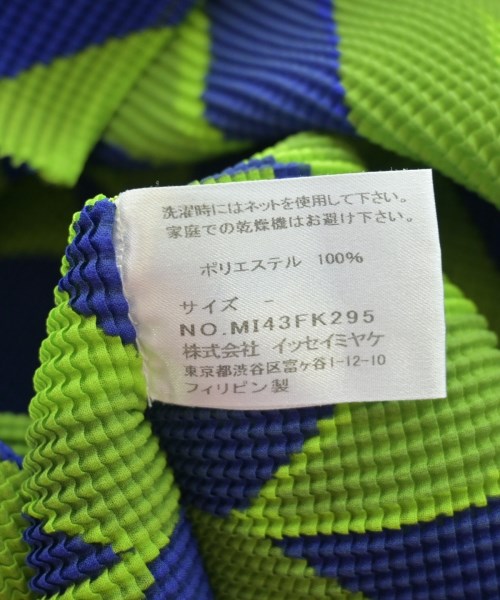 洗濯時にはネットを使用して下さい。
家庭での乾燥機はお避け下さい。
ポリエステル 100%
サイズ -
NO.MI43FK295
株式会社 イッセイミヤケ
東京都渋谷区富ヶ谷1-12-10
フィリピン製